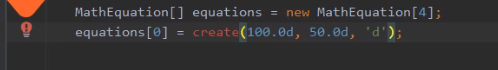 MathEquation[] equations = new MathEquation[4];
equations[0] = create(100.0d, 50.0d, 'd');